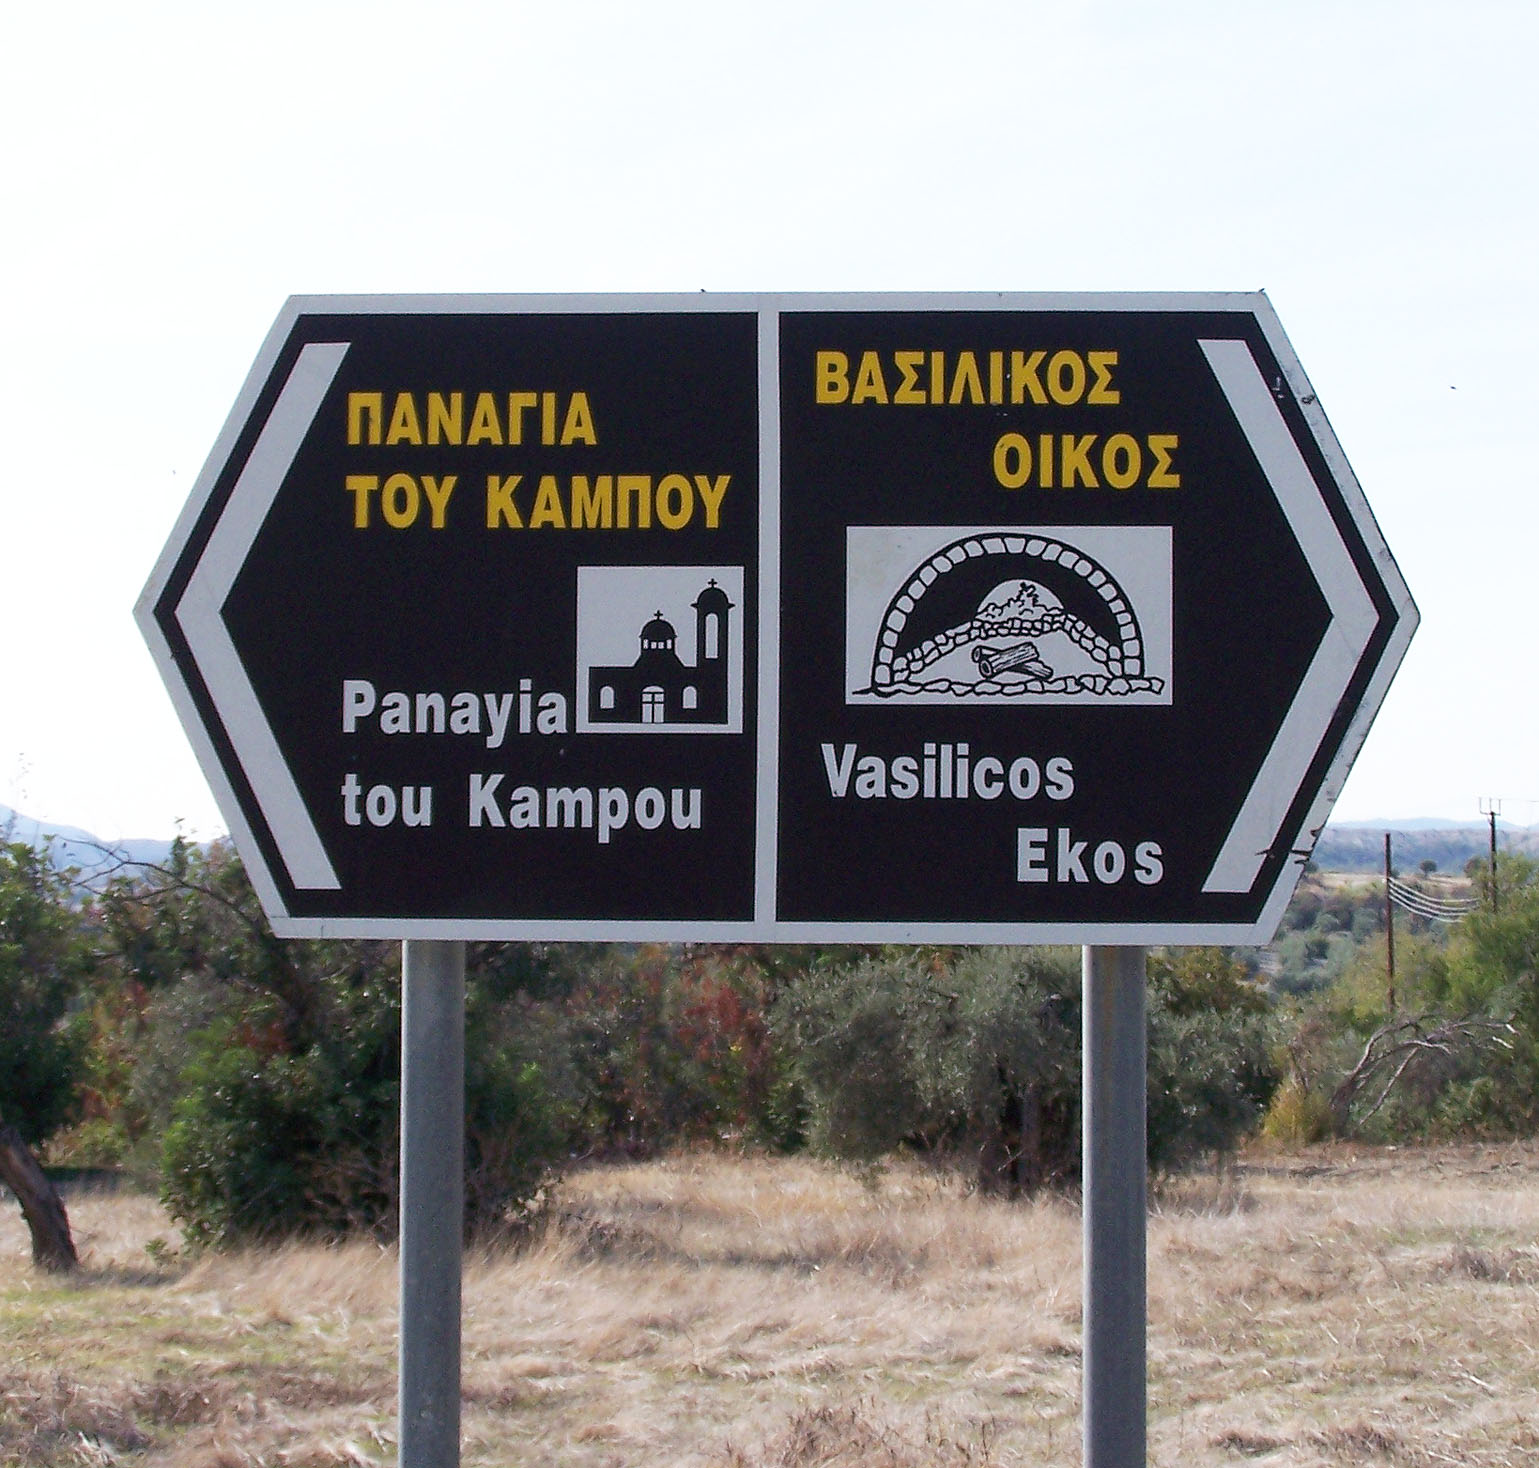 ΠΑΝΑΓΙΑ
ΤΟΥ ΚΑΜΠΟΥ
Panayia
tou Kampou
ΒΑΣΙΛΙΚΟΣ
ΟΙΚΟΣ
Vasilicos
Ekos